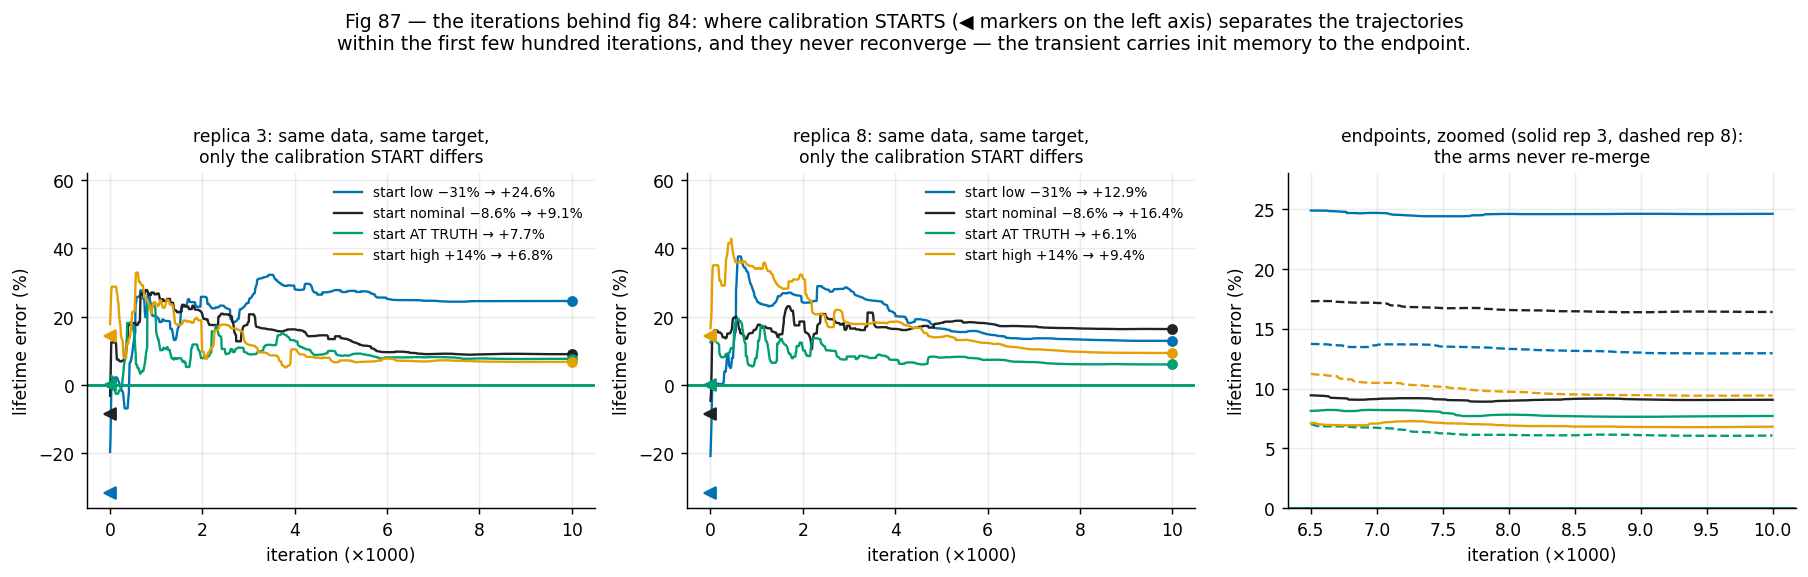 Fig 87 — the iterations behind fig 84: where calibration STARTS (◀ markers on the left axis) separates the trajectories
within the first few hundred iterations, and they never reconverge — the transient carries init memory to the endpoint.
replica 3: same data, same target,
only the calibration START differs
lifetime error (%)
60
40
20
0
−20
start low −31% → +24.6%
start nominal −8.6% → +9.1%
start AT TRUTH → +7.7%
start high +14% → +6.8%
0 2 4 6 8 10
iteration (×1000)
replica 8: same data, same target,
only the calibration START differs
lifetime error (%)
60
40
20
0
−20
start low −31% → +12.9%
start nominal −8.6% → +16.4%
start AT TRUTH → +6.1%
start high +14% → +9.4%
0 2 4 6 8 10
iteration (×1000)
endpoints, zoomed (solid rep 3, dashed rep 8):
the arms never re-merge
lifetime error (%)
25
20
15
10
5
0
6.5 7.0 7.5 8.0 8.5 9.0 9.5 10.0
iteration (×1000)